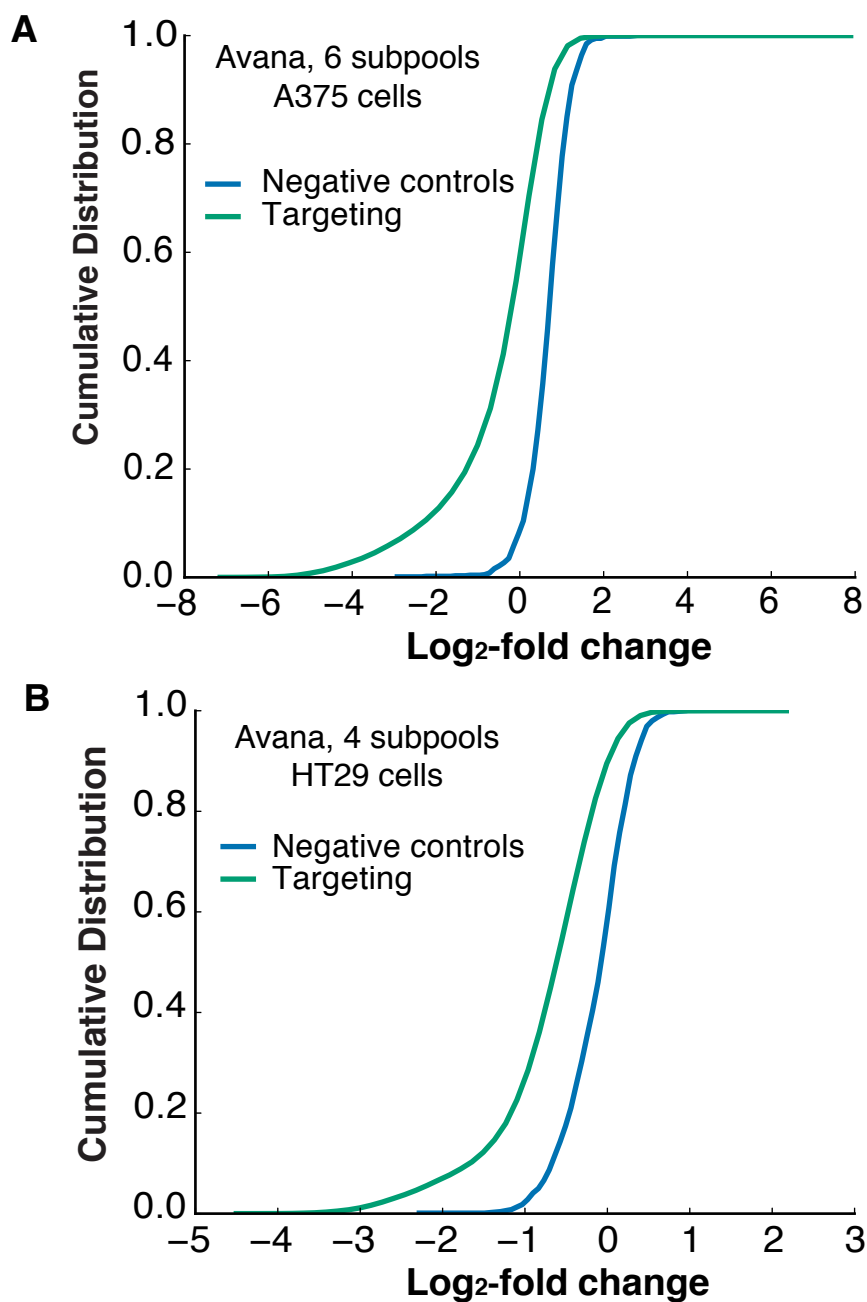 A
Avana, 6 subpools
A375 cells
Negative controls
Targeting
Cumulative Distribution
1.0
0.8
0.6
0.4
0.2
0.0
−8 −6 −4 −2 0 2 4 6 8
Log2-fold change
B
Avana, 4 subpools
HT29 cells
Negative controls
Targeting
Cumulative Distribution
1.0
0.8
0.6
0.4
0.2
0.0
−5 −4 −3 −2 −1 0 1 2 3
Log2-fold change